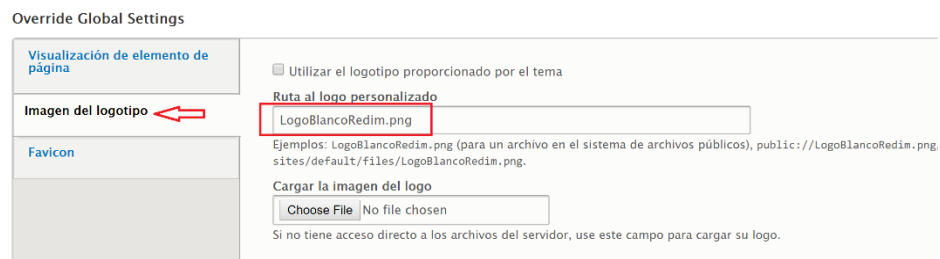 Override Global Settings
Visualización de elemento de
página
Imagen del logotipo
Favicon
Utilizar el logotipo proporcionado por el tema
Ruta al logo personalizado
LogoBlancoRedim.png
Ejemplos: LogoBlancoRedim.png (para un archivo en el sistema de archivos públicos), public://LogoBlancoRedim.png,
sites/default/files/LogoBlancoRedim.png.
Cargar la imagen del logo
Choose File No file chosen
Si no tiene acceso directo a los archivos del servidor, use este campo para cargar su logo.